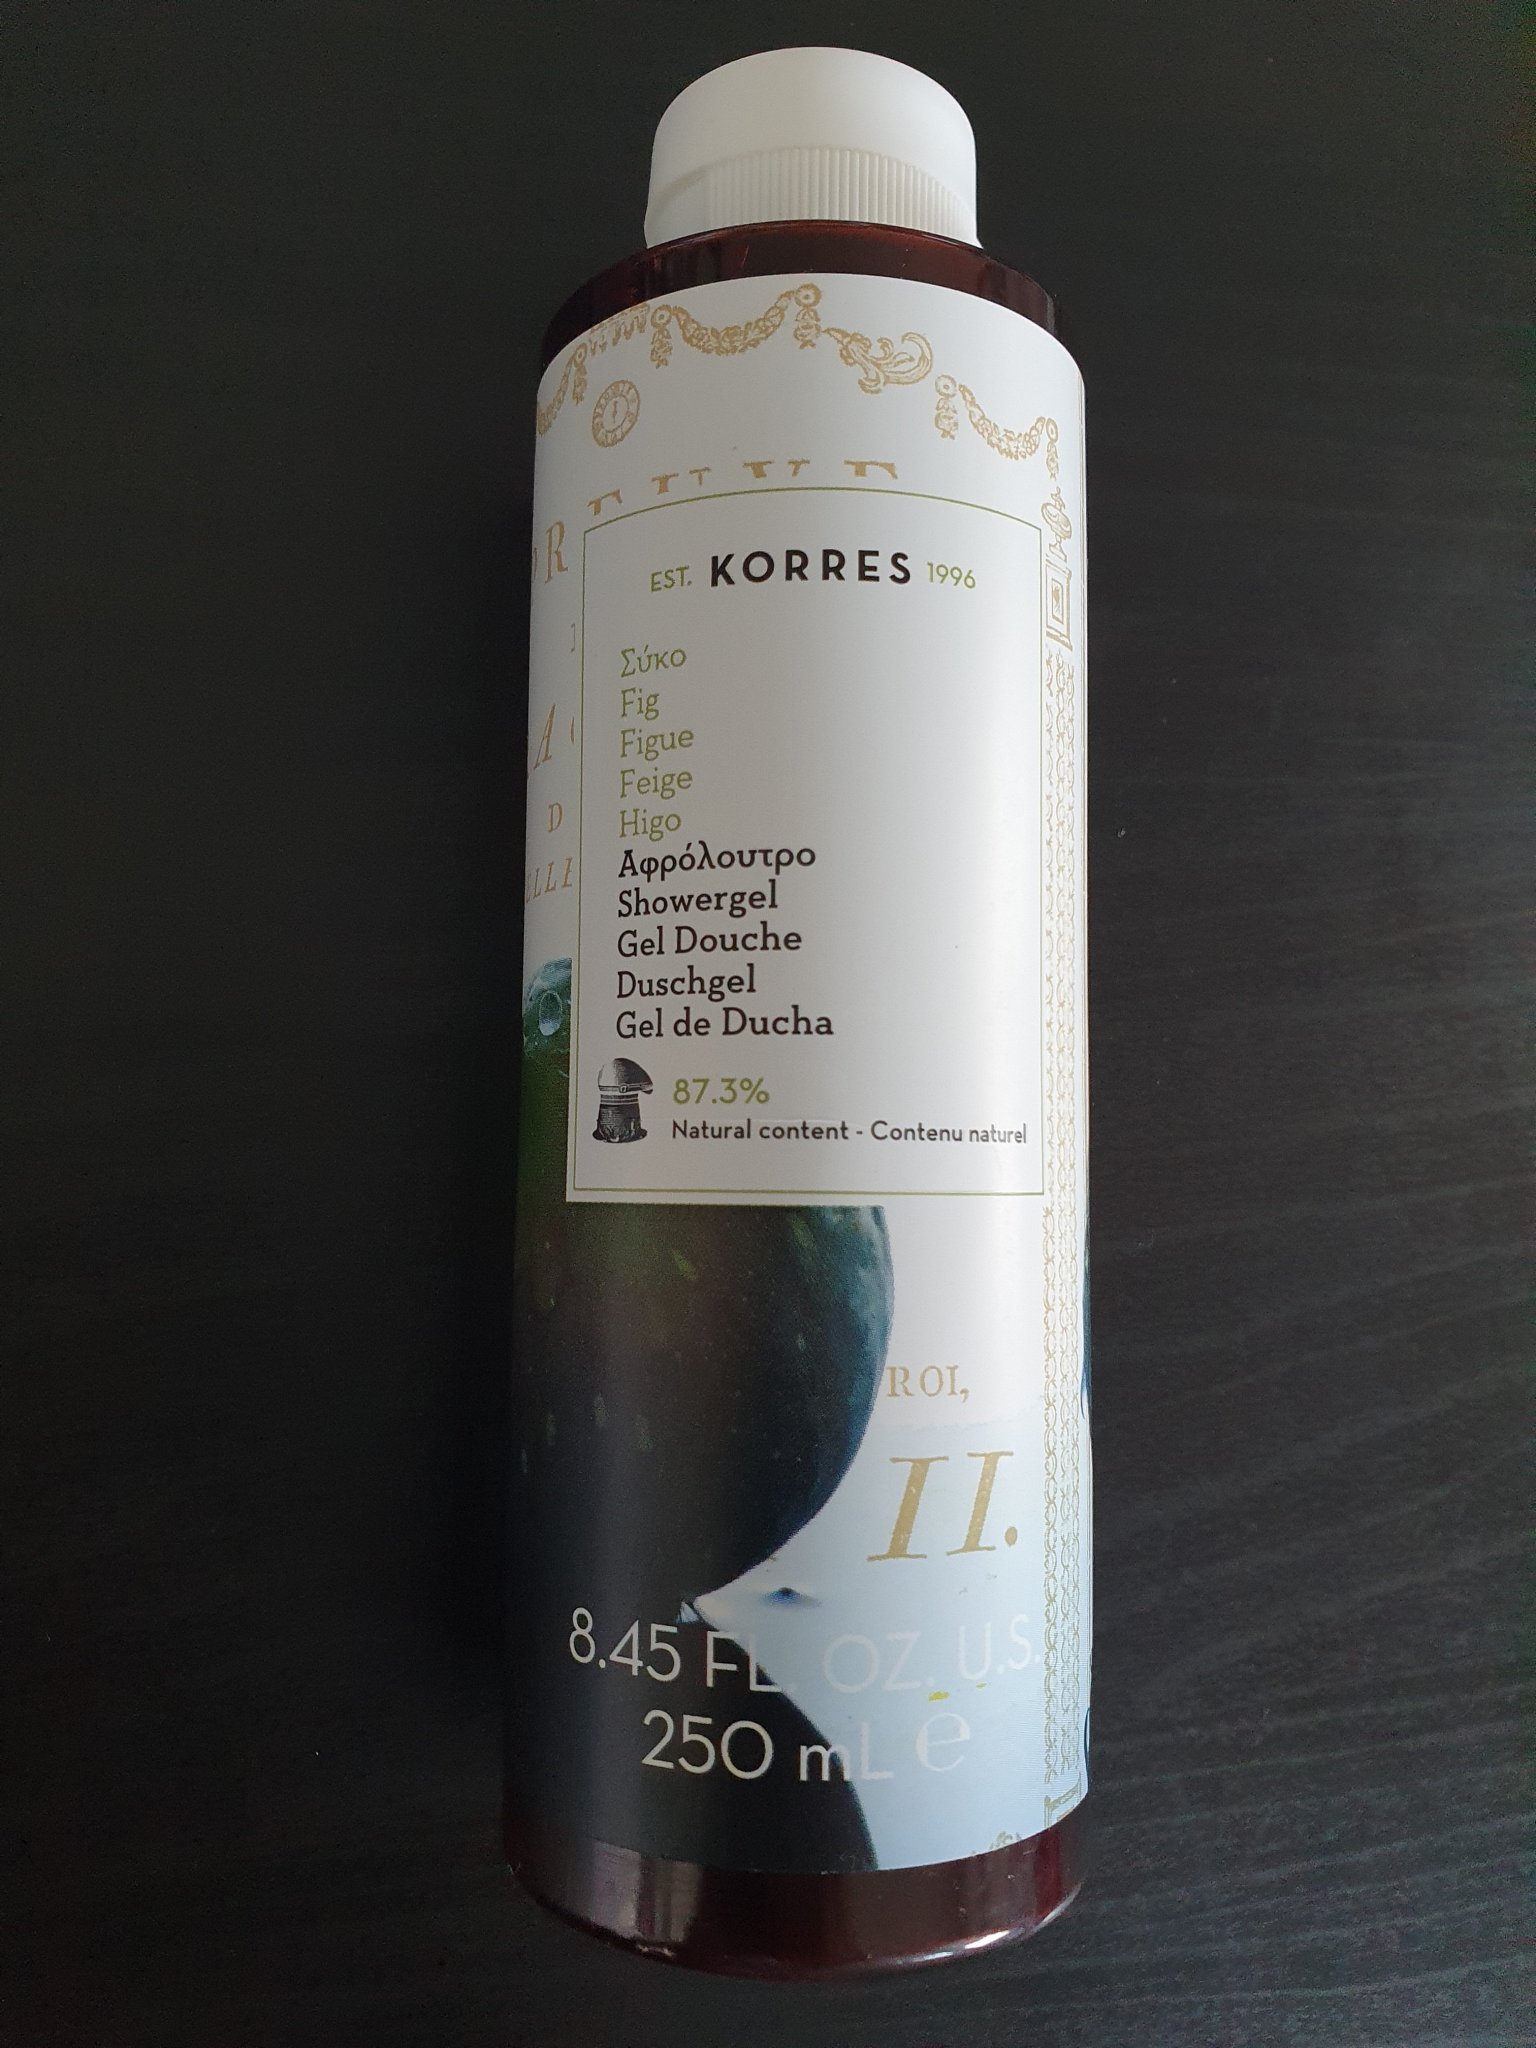 EST. KORRES 1996
Σύκο
Fig
Figue
Feige
Higo
Αφρόλουτρο
Showergel
Gel Douche
Duschgel
Gel de Ducha
87.3%
Natural content - Contenu naturel
ROI,
II.
8.45 FL. OZ. U.S.
250 mL e